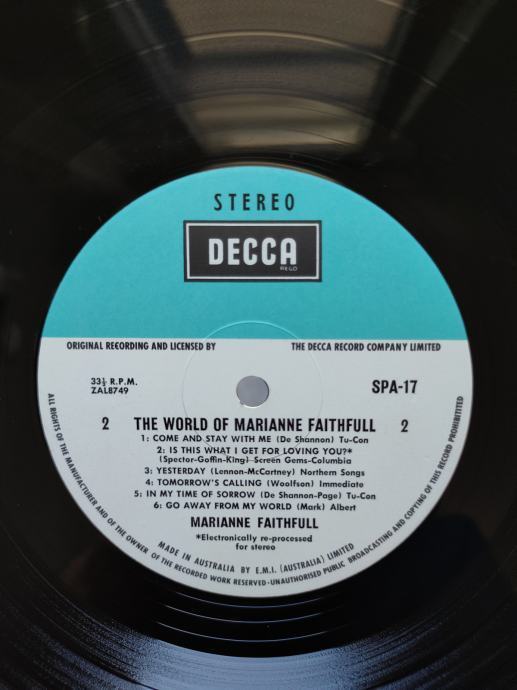 STEREO
DECCA
REGD
ORIGINAL RECORDING AND LICENSED BY THE DECCA RECORD COMPANY LIMITED
33⅓ R.P.M. SPA-17
ZAL8749
2 THE WORLD OF MARIANNE FAITHFULL 2
1: COME AND STAY WITH ME (De Shannon) Tu-Con
2: IS THIS WHAT I GET FOR LOVING YOU?*
(Spector-Goffin-King) Screen Gems-Columbia
3: YESTERDAY (Lennon-McCartney) Northern Songs
4: TOMORROW'S CALLING (Woolfson) Immediate
5: IN MY TIME OF SORROW (De Shannon-Page) Tu-Con
6: GO AWAY FROM MY WORLD (Mark) Albert
MARIANNE FAITHFULL
*Electronically re-processed
for stereo
MADE IN AUSTRALIA BY E.M.I. (AUSTRALIA) LIMITED
ALL RIGHTS OF THE MANUFACTURER AND OF THE OWNER OF THE RECORDED WORK RESERVED-UNAUTHORISED PUBLIC BROADCASTING AND COPYING OF THIS RECORD PROHIBITITED